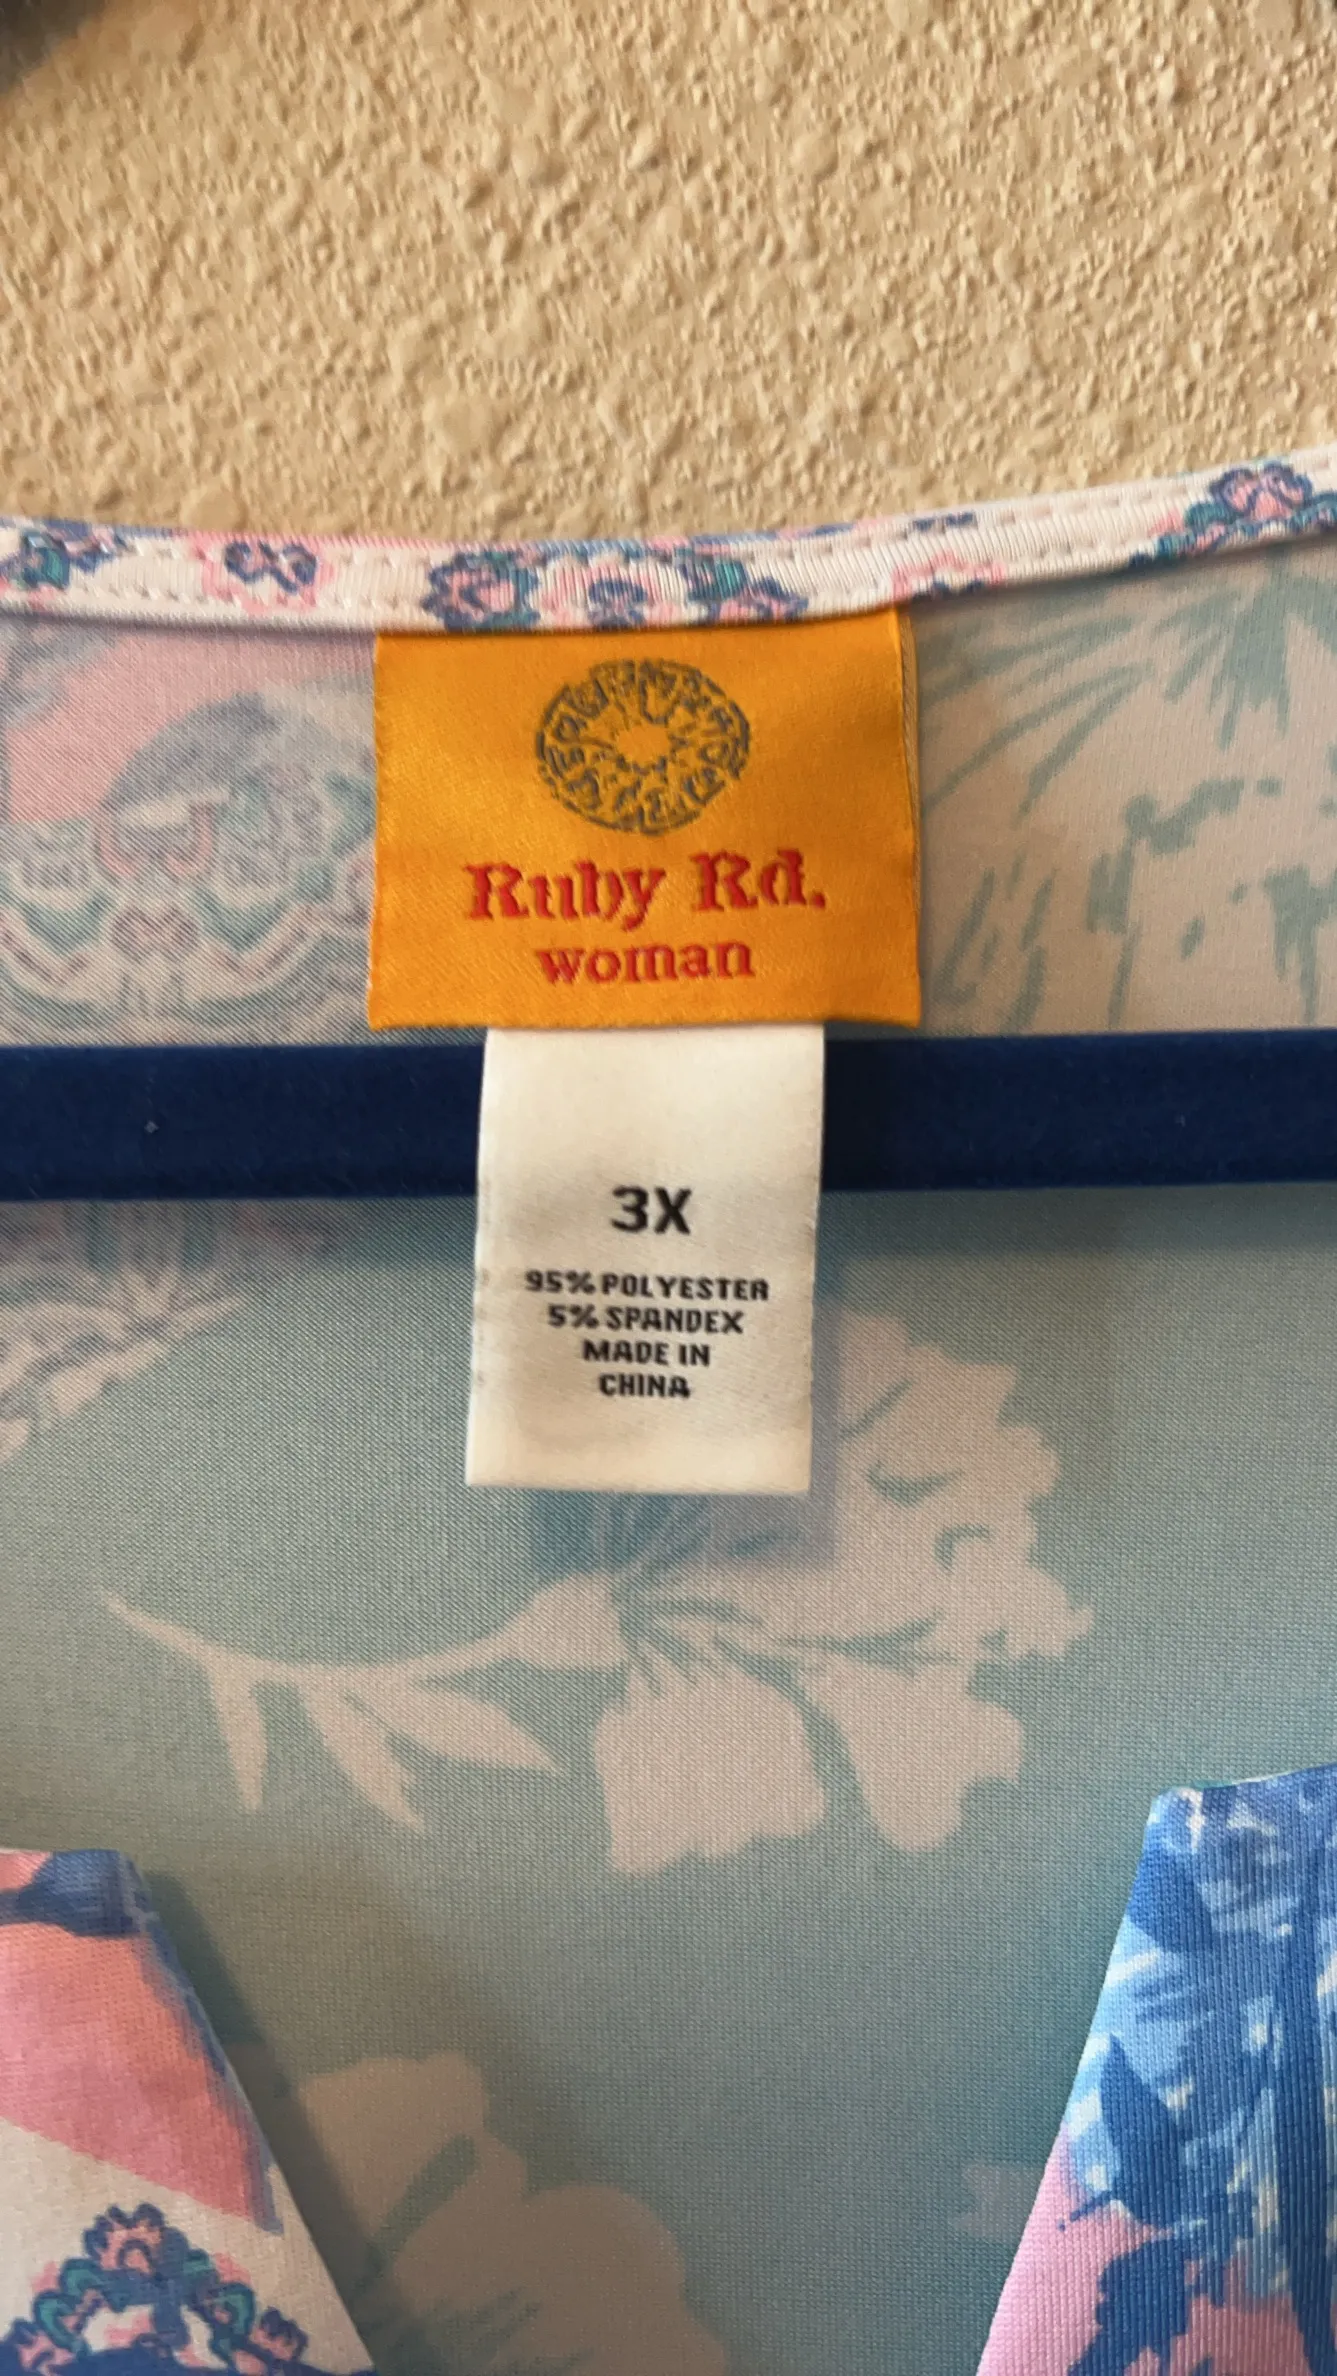 Ruby Rd.
woman
3X
95% POLYESTER
5% SPANDEX
MADE IN
CHINA